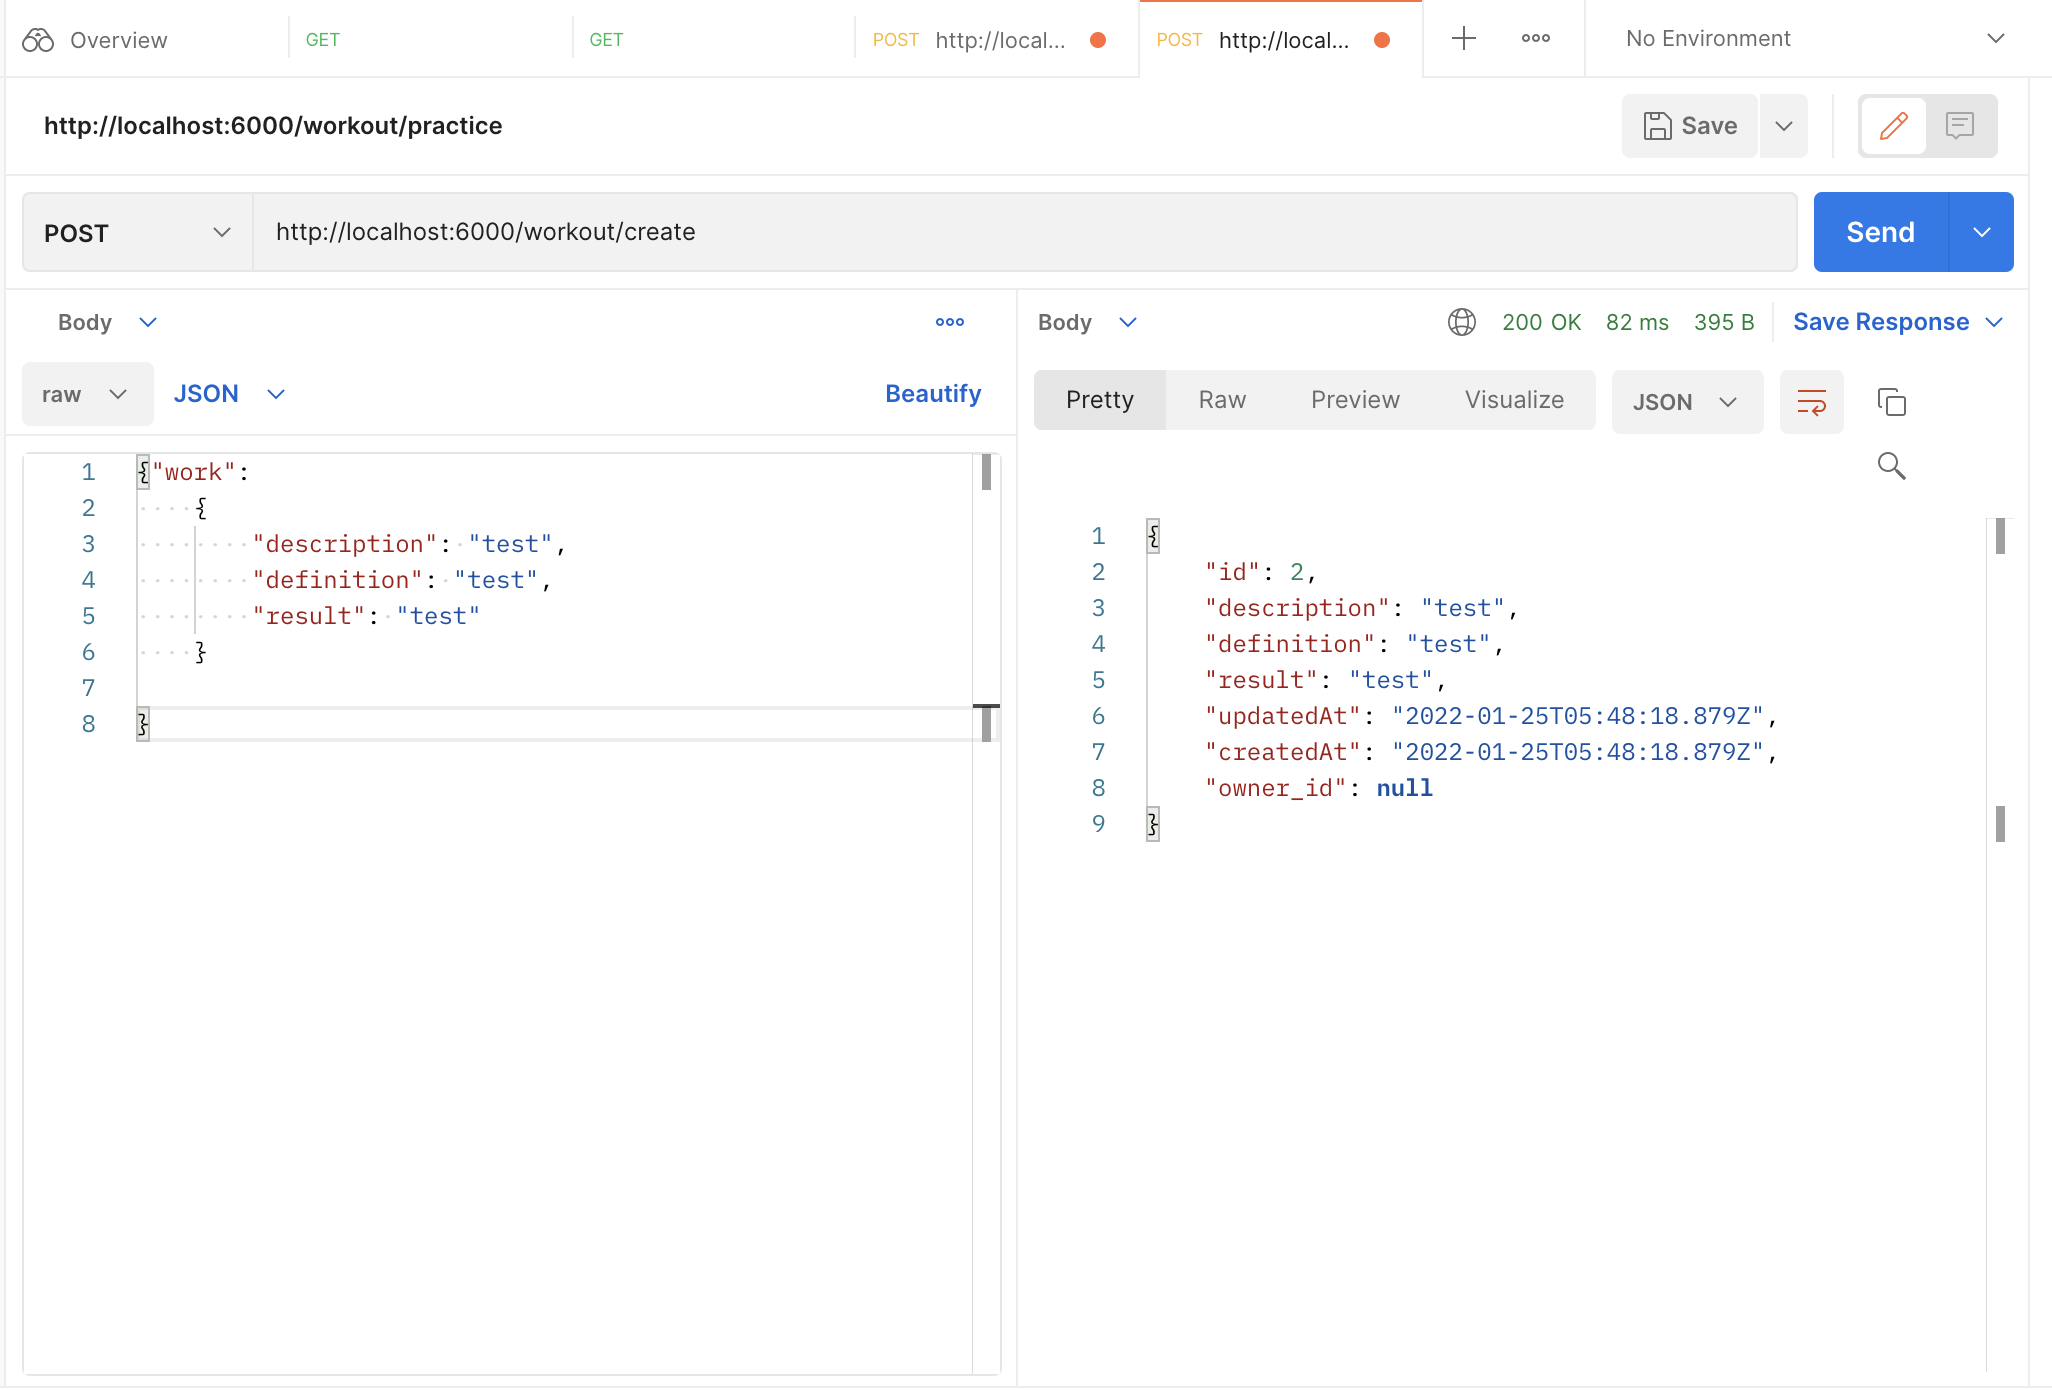 Overview GET GET POST http://local... POST http://local... No Environment
http://localhost:6000/workout/practice Save
POST http://localhost:6000/workout/create Send
Body
raw JSON Beautify
1 {"work":
2 {
3 "description": "test",
4 "definition": "test",
5 "result": "test"
6 }
7
8 }
Body 200 OK 82 ms 395 B Save Response
Pretty Raw Preview Visualize JSON
1 {
2 "id": 2,
3 "description": "test",
4 "definition": "test",
5 "result": "test",
6 "updatedAt": "2022-01-25T05:48:18.879Z",
7 "createdAt": "2022-01-25T05:48:18.879Z",
8 "owner_id": null
9 }